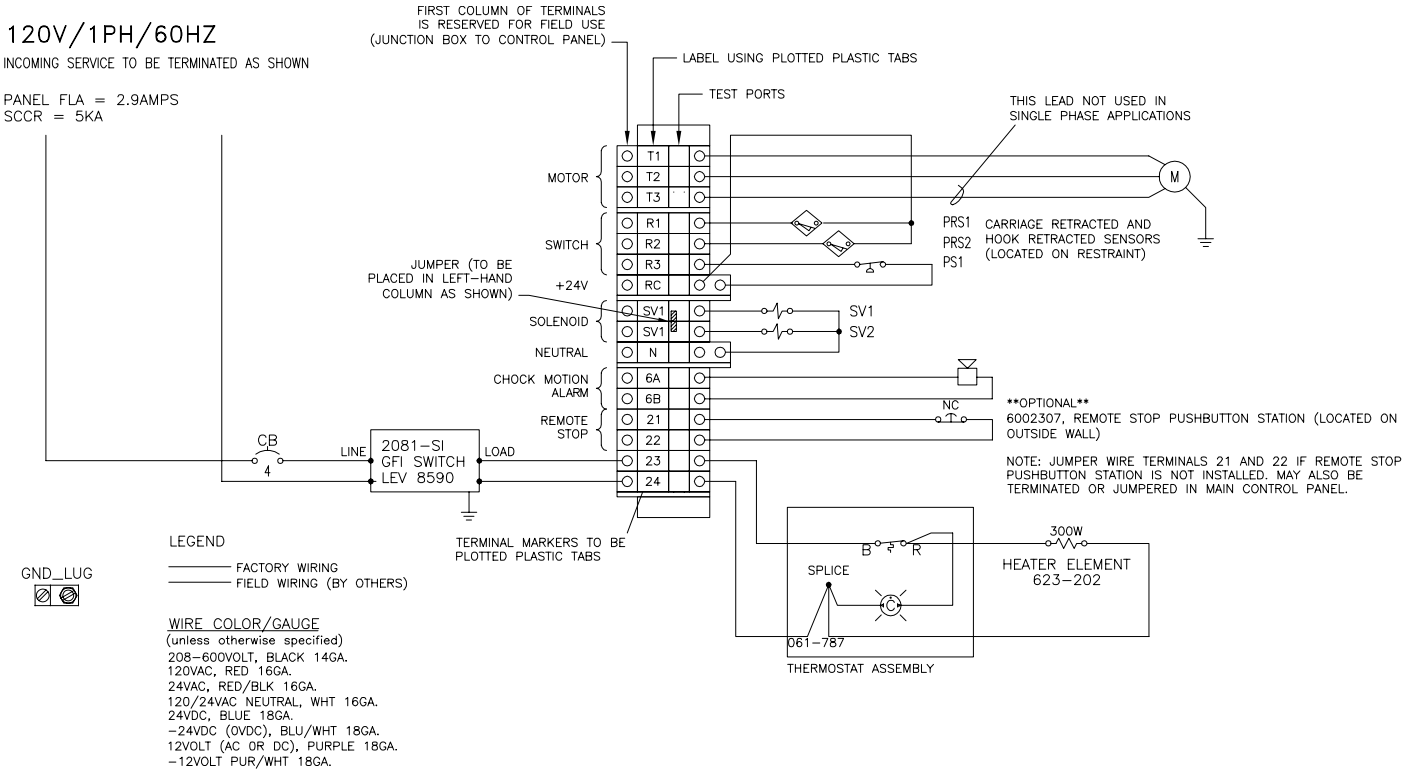 120V/1PH/60HZ
INCOMING SERVICE TO BE TERMINATED AS SHOWN
PANEL FLA = 2.9AMPS
SCCR = 5KA
FIRST COLUMN OF TERMINALS
IS RESERVED FOR FIELD USE
(JUNCTION BOX TO CONTROL PANEL)
LABEL USING PLOTTED PLASTIC TABS
TEST PORTS
THIS LEAD NOT USED IN
SINGLE PHASE APPLICATIONS
MOTOR
T1
T2
T3
M
SWITCH
R1
R2
R3
PRS1
PRS2
PS1
CARRIAGE RETRACTED AND
HOOK RETRACTED SENSORS
(LOCATED ON RESTRAINT)
JUMPER (TO BE
PLACED IN LEFT-HAND
COLUMN AS SHOWN)
+24V
RC
SOLENOID
SV1
SV1
SV1
SV2
NEUTRAL
N
CHOCK MOTION
ALARM
6A
6B
REMOTE
STOP
21
22
23
24
NC
**OPTIONAL**
6002307, REMOTE STOP PUSHBUTTON STATION (LOCATED ON
OUTSIDE WALL)
NOTE: JUMPER WIRE TERMINALS 21 AND 22 IF REMOTE STOP
PUSHBUTTON STATION IS NOT INSTALLED. MAY ALSO BE
TERMINATED OR JUMPERED IN MAIN CONTROL PANEL.
CB
4
LINE
2081-SI
GFI SWITCH
LEV 8590
LOAD
TERMINAL MARKERS TO BE
PLOTTED PLASTIC TABS
B
R
SPLICE
C
061-787
THERMOSTAT ASSEMBLY
300W
HEATER ELEMENT
623-202
GND_LUG
LEGEND
FACTORY WIRING
FIELD WIRING (BY OTHERS)
WIRE COLOR/GAUGE
(unless otherwise specified)
208-600VOLT, BLACK 14GA.
120VAC, RED 16GA.
24VAC, RED/BLK 16GA.
120/24VAC NEUTRAL, WHT 16GA.
24VDC, BLUE 18GA.
-24VDC (0VDC), BLU/WHT 18GA.
12VOLT (AC OR DC), PURPLE 18GA.
-12VOLT PUR/WHT 18GA.